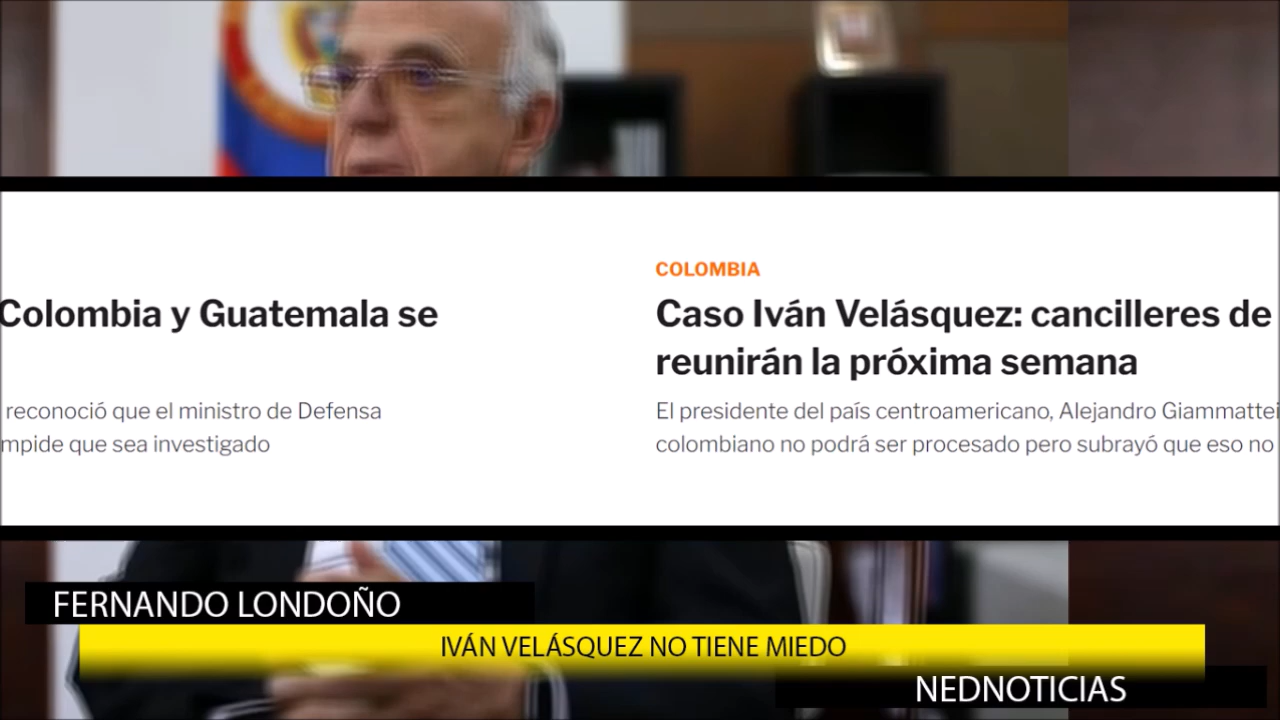 Colombia y Guatemala se
reconoció que el ministro de Defensa
mpide que sea investigado
COLOMBIA
Caso Iván Velásquez: cancilleres de
reunirán la próxima semana
El presidente del país centroamericano, Alejandro Giammattei
colombiano no podrá ser procesado pero subrayó que eso no
FERNANDO LONDOÑO
IVÁN VELÁSQUEZ NO TIENE MIEDO
NEDNOTICIAS